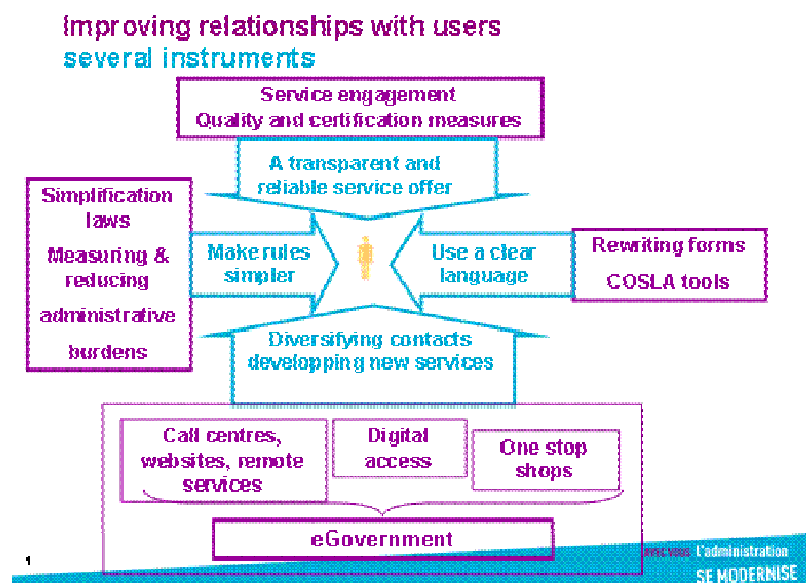 Improving relationships with users
several instruments
Service engagement
Quality and certification measures
A transparent and
reliable service offer
Simplification
laws
Measuring &
reducing
administrative
burdens
Make rules
simpler
Use a clear
language
Rewriting forms
COSLA tools
Diversifying contacts
developping new services
Call centres,
websites, remote
services
Digital
access
One stop
shops
eGovernment
1
avec vous L'administration
SE MODERNISE